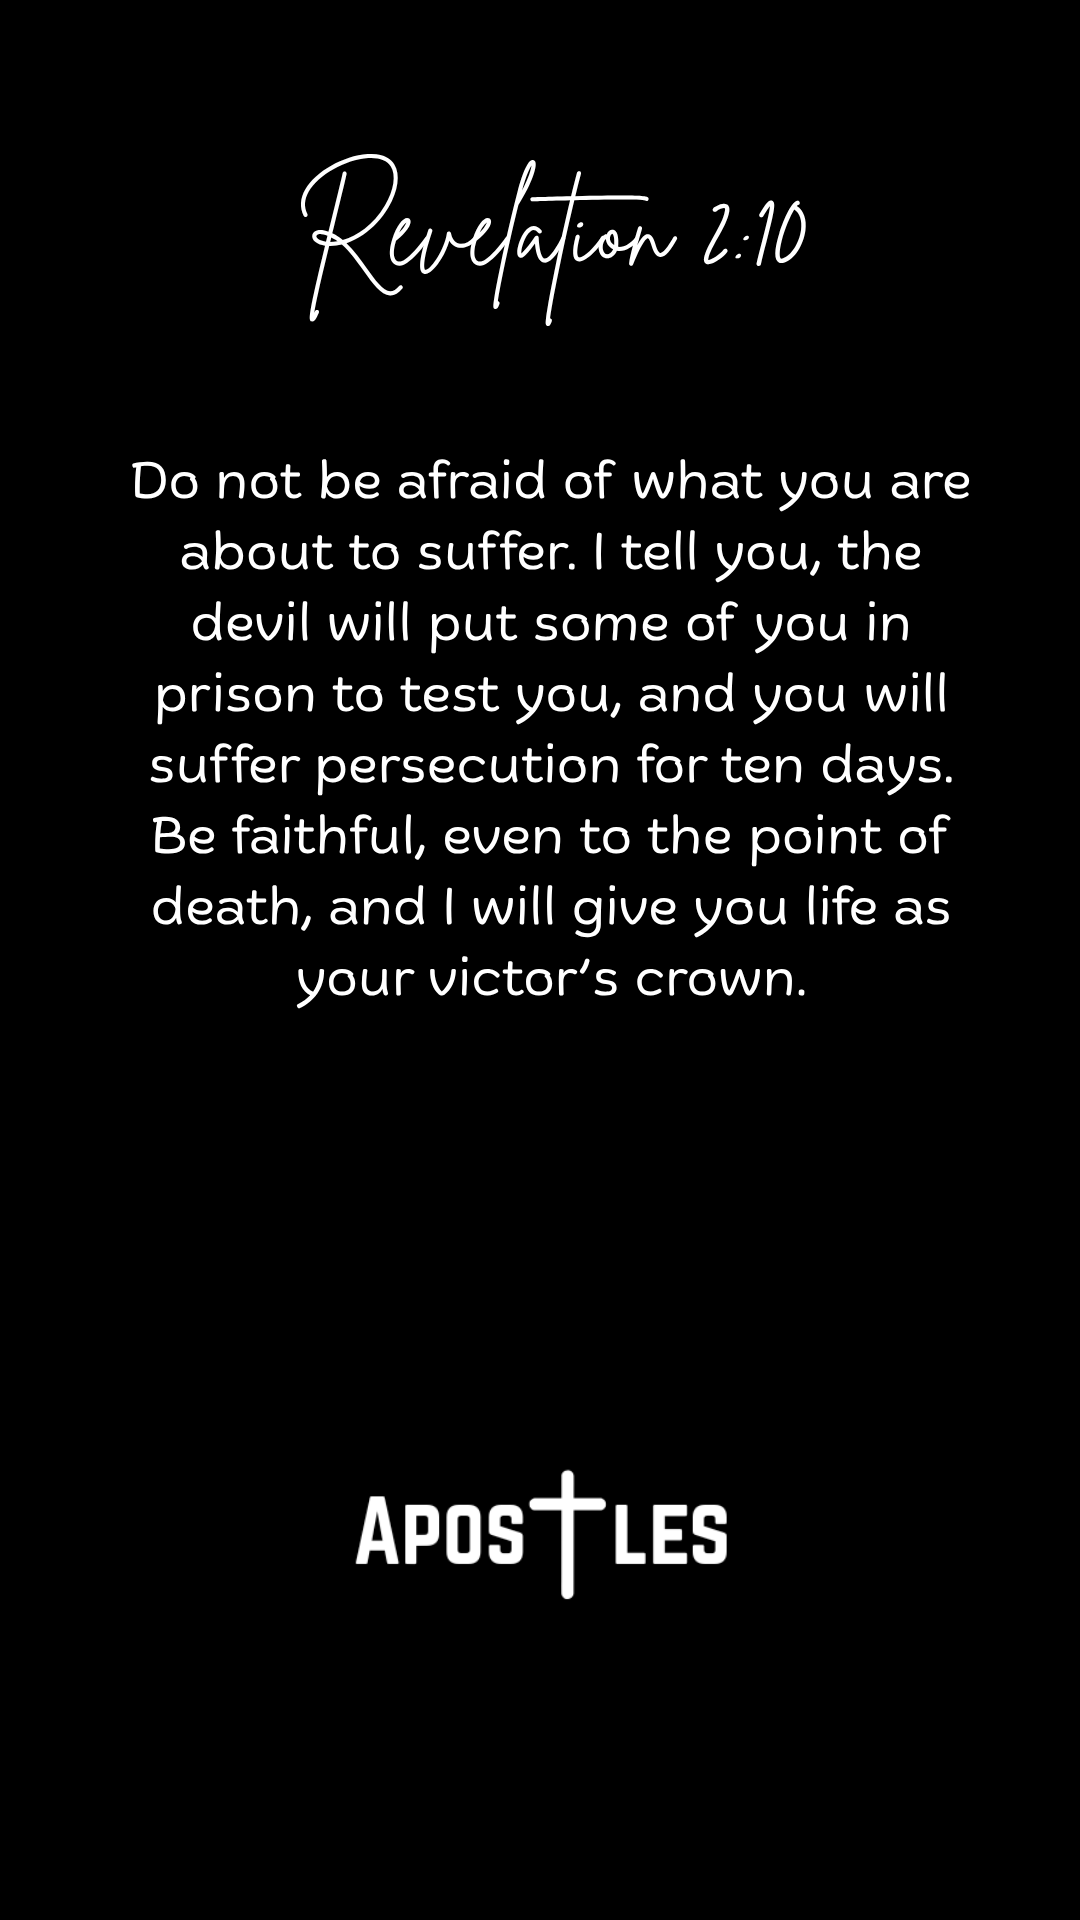 Revelation 2:10
Do not be afraid of what you are
about to suffer. I tell you, the
devil will put some of you in
prison to test you, and you will
suffer persecution for ten days.
Be faithful, even to the point of
death, and I will give you life as
your victor’s crown.
APOSTLES